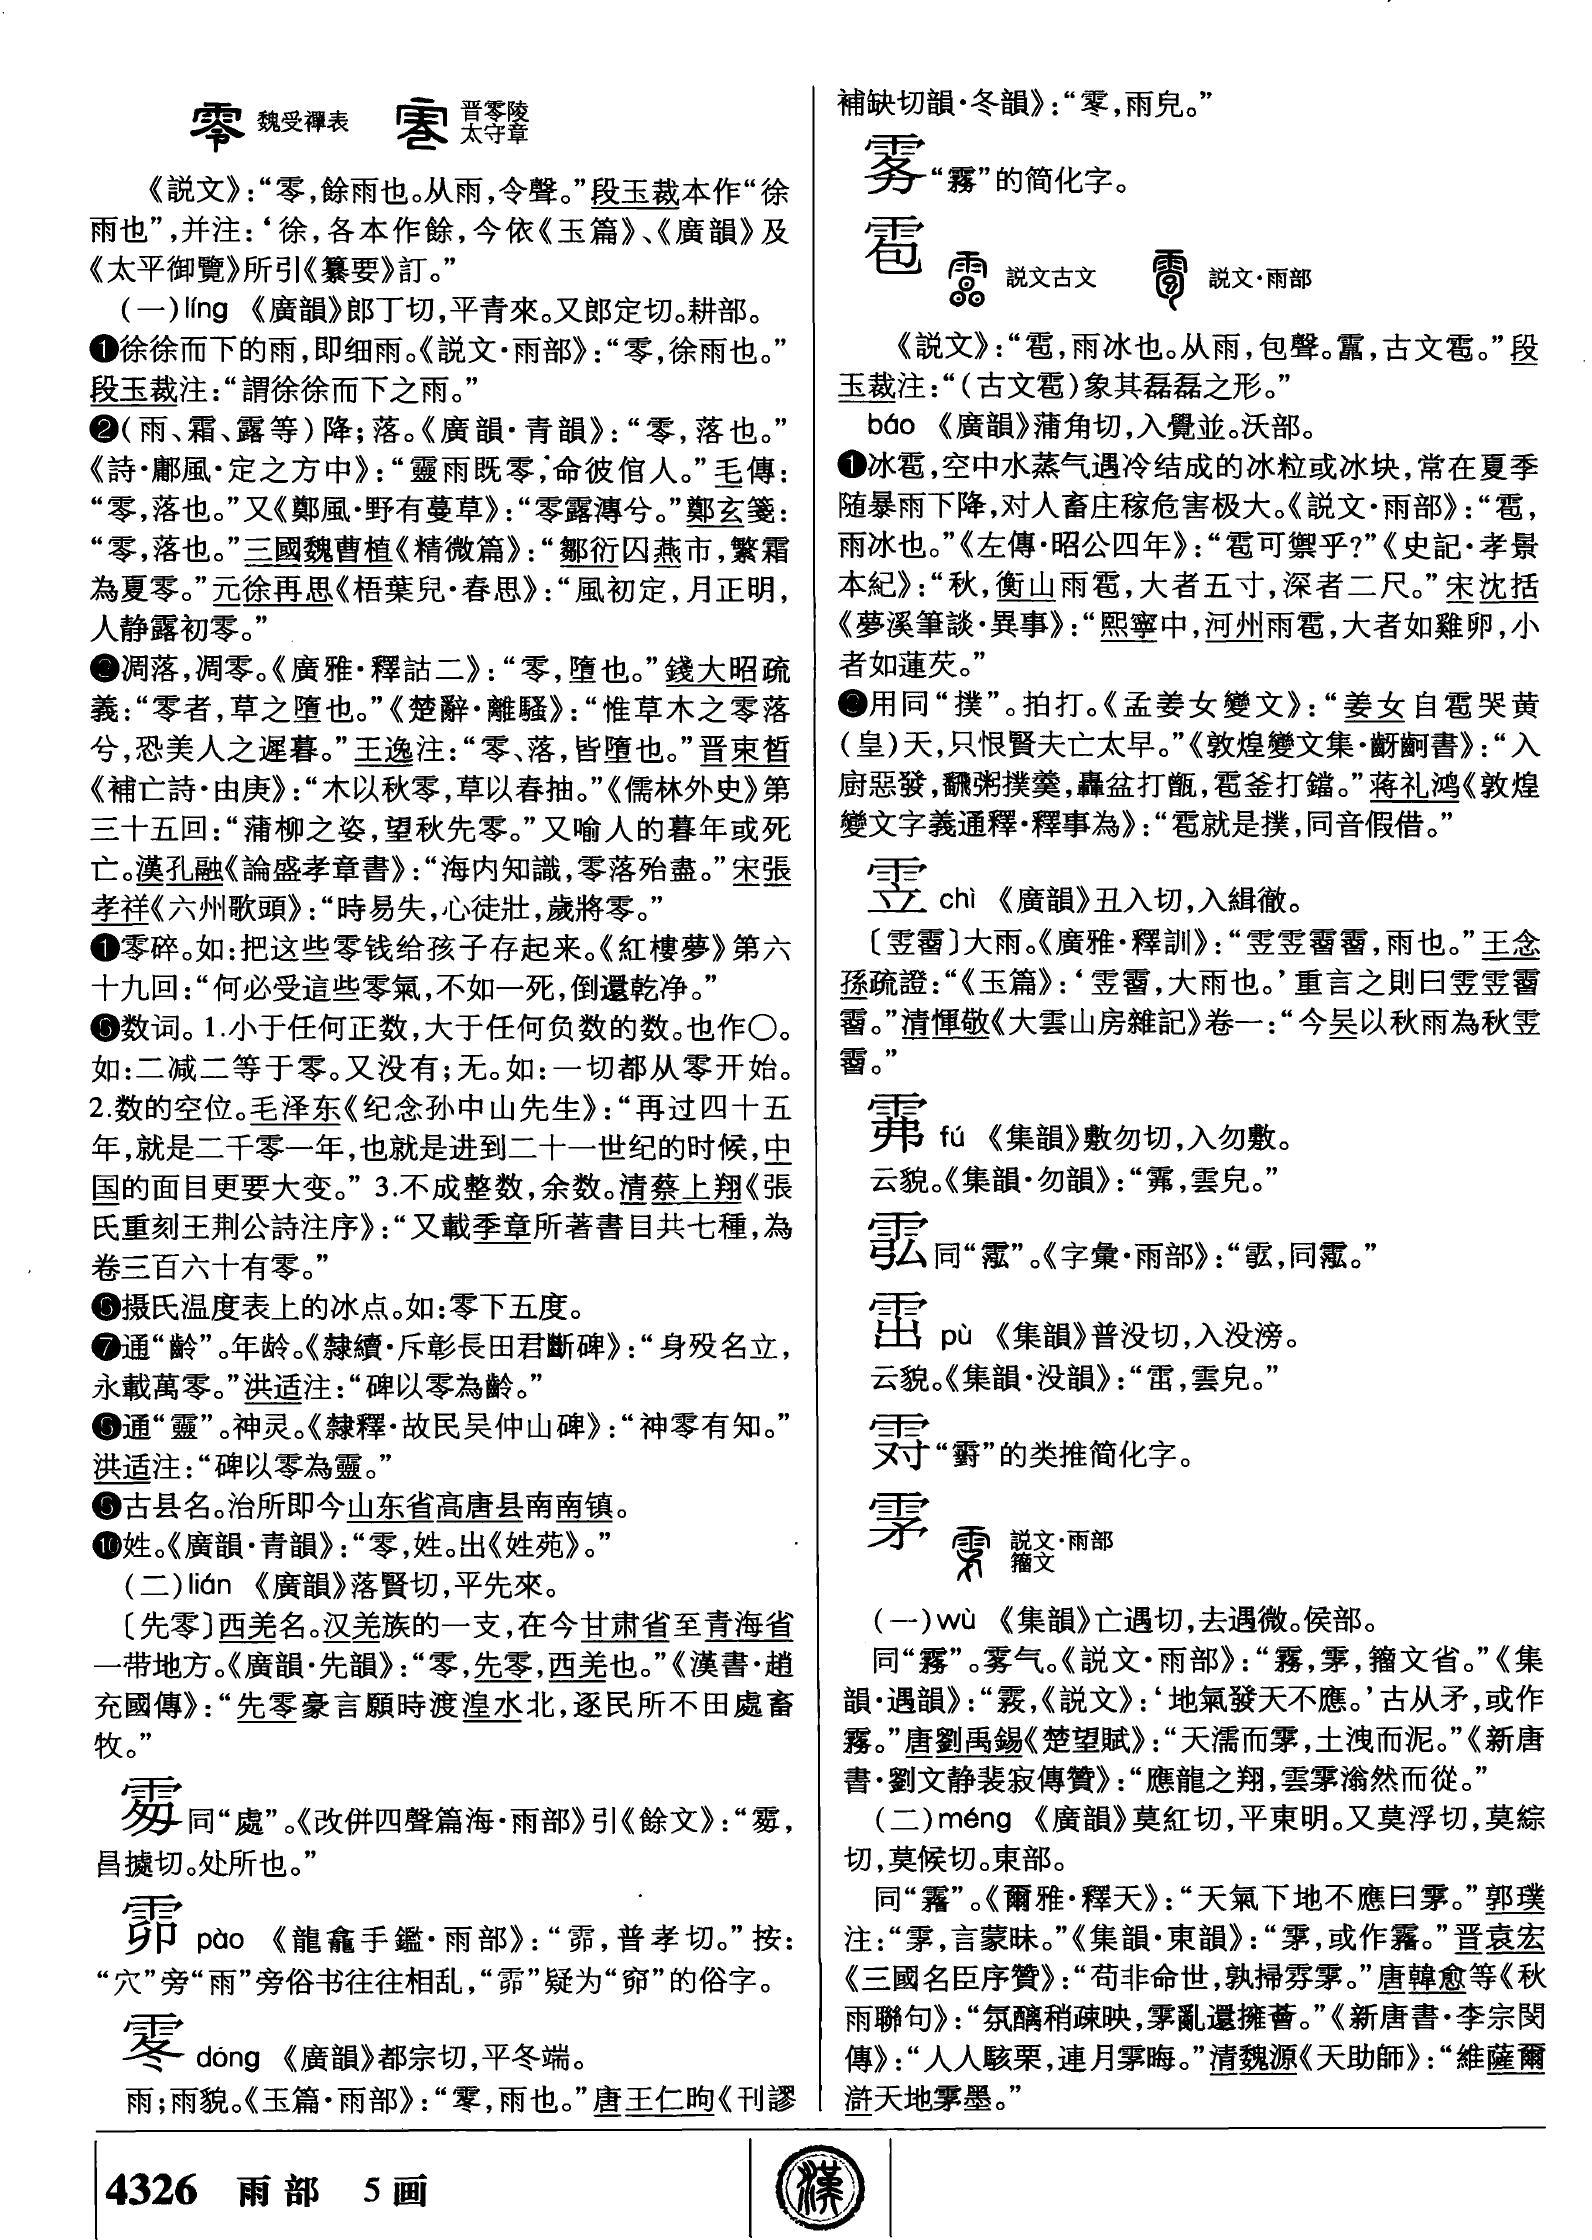 魏受禪表
晋零陵
太守章
《説文》：“零，餘雨也。从雨，令聲。”段玉裁本作“徐
雨也”，并注：‘徐，各本作餘，今依《玉篇》、《廣韻》及
《太平御覽》所引《纂要》訂。”
(一)líng 《廣韻》郎丁切，平青來。又郎定切。耕部。
❶徐徐而下的雨，即细雨。《説文·雨部》：“零，徐雨也。”
段玉裁注：“謂徐徐而下之雨。”
❷(雨、霜、露等)降；落。《廣韻·青韻》：“零，落也。”
《詩·鄘風·定之方中》：“靈雨既零，命彼倌人。”毛傳：
“零，落也。”又《鄭風·野有蔓草》：“零露漙兮。”鄭玄箋：
“零，落也。”三國魏曹植《精微篇》：“鄒衍囚燕市，繁霜
為夏零。”元徐再思《梧葉兒·春思》：“風初定，月正明，
人静露初零。”
❸凋落，凋零。《廣雅·釋詁二》：“零，墮也。”錢大昭疏
義：“零者，草之墮也。”《楚辭·離騷》：“惟草木之零落
兮，恐美人之遲暮。”王逸注：“零、落，皆墮也。”晋束晳
《補亡詩·由庚》：“木以秋零，草以春抽。”《儒林外史》第
三十五回：“蒲柳之姿，望秋先零。”又喻人的暮年或死
亡。漢孔融《論盛孝章書》：“海内知識，零落殆盡。”宋張
孝祥《六州歌頭》：“時易失，心徒壯，歲將零。”
❶零碎。如：把这些零钱给孩子存起来。《紅樓夢》第六
十九回：“何必受這些零氣，不如一死，倒還乾净。”
❺数词。1.小于任何正数，大于任何负数的数。也作〇。
如：二减二等于零。又没有；无。如：一切都从零开始。
2.数的空位。毛泽东《纪念孙中山先生》：“再过四十五
年，就是二千零一年，也就是进到二十一世纪的时候，中
国的面目更要大变。” 3.不成整数，余数。清蔡上翔《張
氏重刻王荆公詩注序》：“又載季章所著書目共七種，為
卷三百六十有零。”
❻摄氏温度表上的冰点。如：零下五度。
❼通“齡”。年龄。《隸續·斥彰長田君斷碑》：“身殁名立，
永載萬零。”洪适注：“碑以零為齡。”
❽通“靈”。神灵。《隸釋·故民吴仲山碑》：“神零有知。”
洪适注：“碑以零為靈。”
❾古县名。治所即今山东省高唐县南南镇。
❿姓。《廣韻·青韻》：“零，姓。出《姓苑》。”
(二)lián 《廣韻》落賢切，平先來。
〔先零〕西羌名。汉羌族的一支，在今甘肃省至青海省
一带地方。《廣韻·先韻》：“零，先零，西羌也。”《漢書·趙
充國傳》：“先零豪言願時渡湟水北，逐民所不田處畜
牧。”
同“處”。《改併四聲篇海·雨部》引《餘文》：“，
昌據切。处所也。”
pào 《龍龕手鑑·雨部》：“䨦，普孝切。”按：
“穴”旁“雨”旁俗书往往相乱，“䨦”疑为“窌”的俗字。
dōng 《廣韻》都宗切，平冬端。
雨；雨貌。《玉篇·雨部》：“䨦，雨也。”唐王仁昫《刊謬
補缺切韻·冬韻》：“，雨皃。”
雾“霧”的简化字。
雹 説文古文 説文·雨部
《説文》：“雹，雨冰也。从雨，包聲。䨔，古文雹。”段
玉裁注：“(古文雹)象其磊磊之形。”
báo 《廣韻》蒲角切，入覺並。沃部。
❶冰雹，空中水蒸气遇冷结成的冰粒或冰块，常在夏季
随暴雨下降，对人畜庄稼危害极大。《説文·雨部》：“雹，
雨冰也。”《左傳·昭公四年》：“雹可禦乎？”《史記·孝景
本紀》：“秋，衡山雨雹，大者五寸，深者二尺。”宋沈括
《夢溪筆談·異事》：“熙寧中，河州雨雹，大者如雞卵，小
者如蓮芡。”
❷用同“撲”。拍打。《孟姜女變文》：“姜女自雹哭黄
(皇)天，只恨賢夫亡太早。”《敦煌變文集·齖䶗書》：“入
厨惡發，飜粥撲羹，轟盆打甑，雹釜打鐺。”蒋礼鸿《敦煌
變文字義通釋·釋事為》：“雹就是撲，同音假借。”
䨐 chì 《廣韻》丑入切，入緝徹。
〔䨐霫〕大雨。《廣雅·釋訓》：“䨐䨐霫霫，雨也。”王念
孫疏證：“《玉篇》：‘䨐霫，大雨也。’重言之則曰䨐䨐霫
霫。”清惲敬《大雲山房雜記》卷一：“今吴以秋雨為秋䨐
霫。”
fú 《集韻》敷勿切，入勿敷。
云貌。《集韻·勿韻》：“，雲皃。”
同“霐”。《字彙·雨部》：“，同霐。”
pù 《集韻》普没切，入没滂。
云貌。《集韻·没韻》：“，雲皃。”
“霴”的类推简化字。
雺 説文·雨部
籀文
(一)wù 《集韻》亡遇切，去遇微。侯部。
同“霧”。雾气。《説文·雨部》：“霧，雺，籀文省。”《集
韻·遇韻》：“，《説文》：‘地氣發天不應。’古从矛，或作
霧。”唐劉禹錫《楚望賦》：“天濡而雺，土洩而泥。”《新唐
書·劉文静裴寂傳贊》：“應龍之翔，雲雺滃然而從。”
(二)méng 《廣韻》莫紅切，平東明。又莫浮切，莫綜
切，莫候切。東部。
同“霿”。《爾雅·釋天》：“天氣下地不應曰雺。”郭璞
注：“雺，言蒙昧。”《集韻·東韻》：“雺，或作霿。”晋袁宏
《三國名臣序贊》：“苟非命世，孰掃雰雺。”唐韓愈等《秋
雨聯句》：“氛醨稍疎映，雺亂還擁薈。”《新唐書·李宗閔
傳》：“人人駭栗，連月雺晦。”清魏源《天助師》：“維薩爾
滸天地雺墨。”
4326 雨部 5画
漢